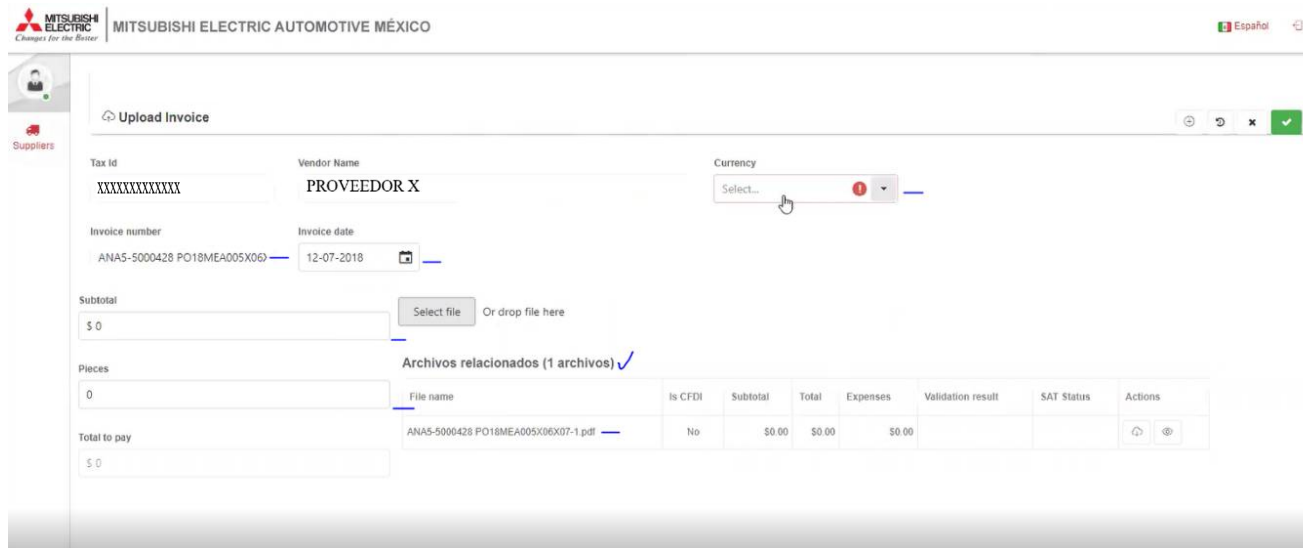 MITSUBISHI ELECTRIC Changes for the Better MITSUBISHI ELECTRIC AUTOMOTIVE MÉXICO Español
Upload Invoice
Suppliers
Tax Id Vendor Name Currency
XXXXXXXXXXXXX PROVEEDOR X Select...
Invoice number Invoice date
ANA5-5000428 PO18MEA005X06X 12-07-2018
Subtotal
Select file Or drop file here
$ 0
Archivos relacionados (1 archivos)
Pieces
0
File name Is CFDI Subtotal Total Expenses Validation result SAT Status Actions
ANA5-5000428 PO18MEA005X06X07-1.pdf No $0.00 $0.00 $0.00
Total to pay
$ 0